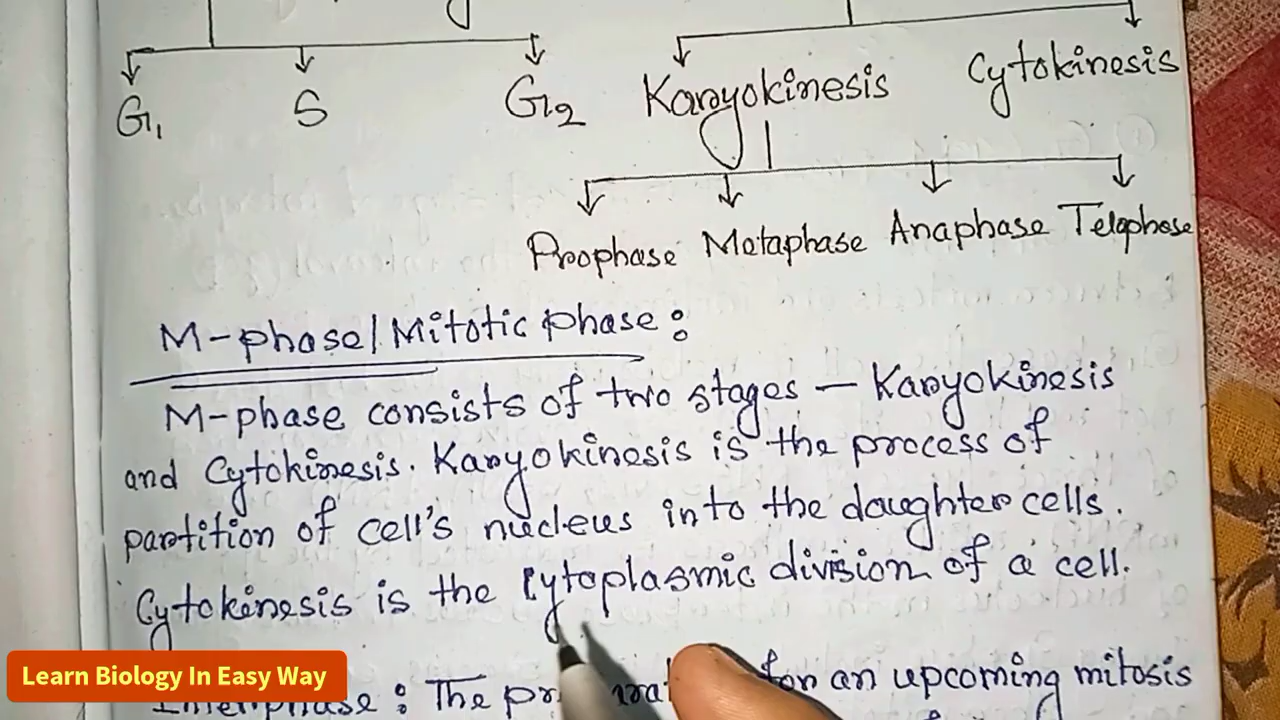 G1 S G2 Karyokinesis Cytokinesis
Prophase Metaphase Anaphase Telophase
M-phase/Mitotic phase:
M-phase consists of two stages — Karyokinesis
and Cytokinesis. Karyokinesis is the process of
partition of cell's nucleus into the daughter cells.
Cytokinesis is the cytoplasmic division of a cell.
Learn Biology In Easy Way
: The for an upcoming mitosis